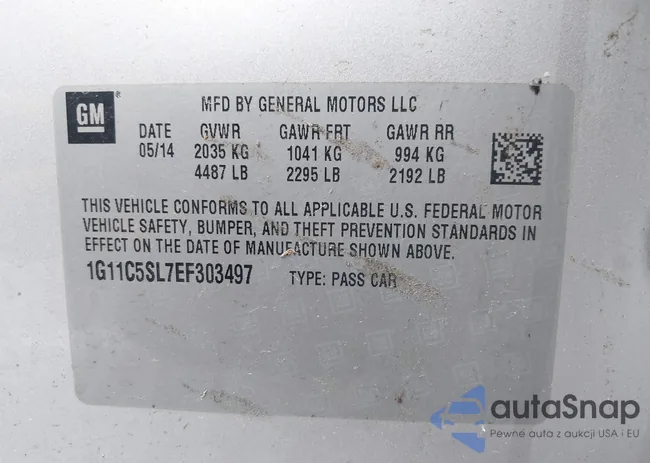 GM
MFD BY GENERAL MOTORS LLC
DATE GVWR GAWR FRT GAWR RR
05/14 2035 KG 1041 KG 994 KG
4487 LB 2295 LB 2192 LB
THIS VEHICLE CONFORMS TO ALL APPLICABLE U.S. FEDERAL MOTOR
VEHICLE SAFETY, BUMPER, AND THEFT PREVENTION STANDARDS IN
EFFECT ON THE DATE OF MANUFACTURE SHOWN ABOVE.
1G11C5SL7EF303497 TYPE: PASS CAR
autaSnap
Pewne auta z aukcji USA i EU